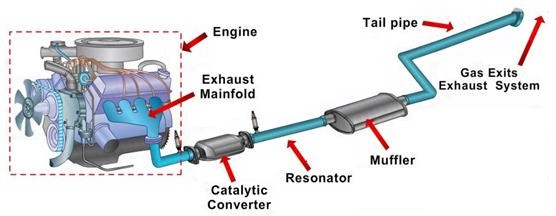 Engine
Tail pipe
Gas Exits
Exhaust System
Exhaust
Mainfold
Catalytic
Converter
Resonator
Muffler